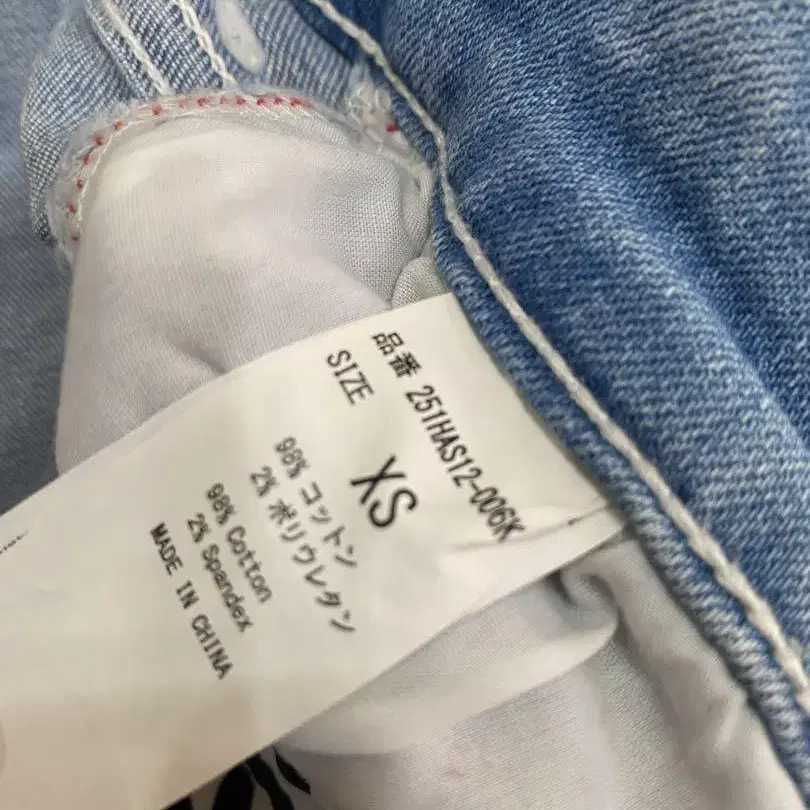 品番 251HAS12-006K
SIZE
XS
98% コットン
2% ポリウレタン
98% Cotton
2% Spandex
MADE IN CHINA